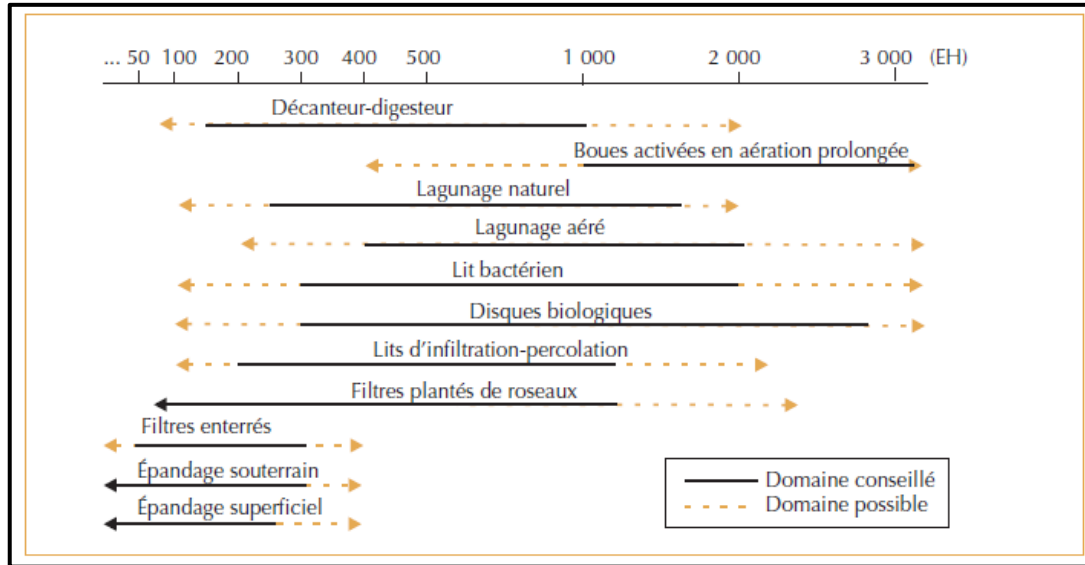 ... 50 100 200 300 400 500 1 000 2 000 3 000 (EH)
Décanteur-digesteur
Boues activées en aération prolongée
Lagunage naturel
Lagunage aéré
Lit bactérien
Disques biologiques
Lits d'infiltration-percolation
Filtres plantés de roseaux
Filtres enterrés
Épandage souterrain
Épandage superficiel
Domaine conseillé
Domaine possible